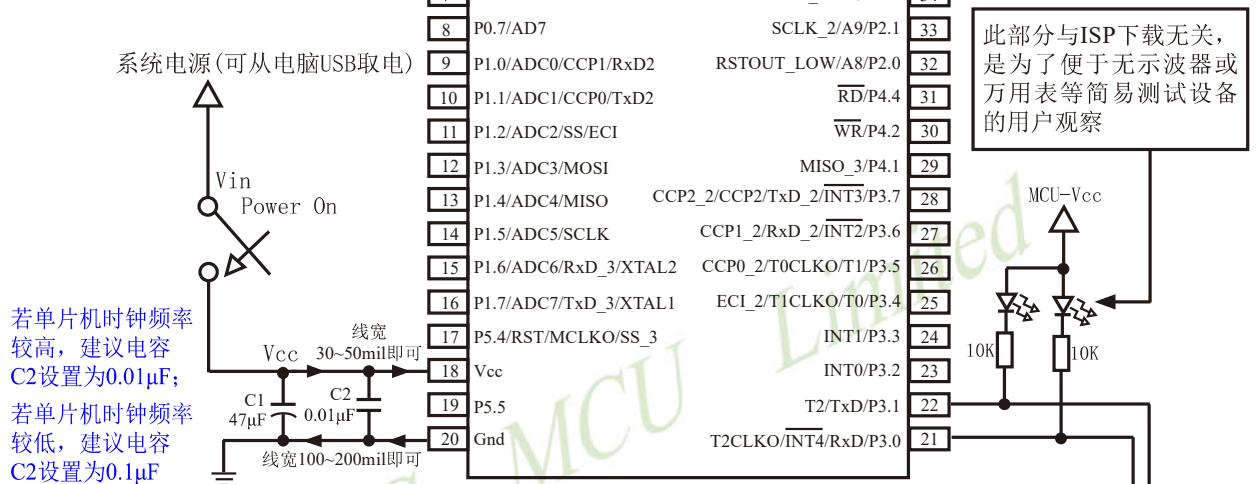 8 P0.7/AD7
9 P1.0/ADC0/CCP1/RxD2
10 P1.1/ADC1/CCP0/TxD2
11 P1.2/ADC2/SS/ECI
12 P1.3/ADC3/MOSI
13 P1.4/ADC4/MISO
14 P1.5/ADC5/SCLK
15 P1.6/ADC6/RxD_3/XTAL2
16 P1.7/ADC7/TxD_3/XTAL1
17 P5.4/RST/MCLKO/SS_3
18 Vcc
19 P5.5
20 Gnd
SCLK_2/A9/P2.1 33
RSTOUT_LOW/A8/P2.0 32
RD/P4.4 31
WR/P4.2 30
MISO_3/P4.1 29
CCP2_2/CCP2/TxD_2/INT3/P3.7 28
CCP1_2/RxD_2/INT2/P3.6 27
CCP0_2/T0CLKO/T1/P3.5 26
ECI_2/T1CLKO/T0/P3.4 25
INT1/P3.3 24
INT0/P3.2 23
T2/TxD/P3.1 22
T2CLKO/INT4/RxD/P3.0 21
系统电源(可从电脑USB取电)
Vin
Power On
若单片机时钟频率
较高，建议电容
C2设置为0.01μF；
若单片机时钟频率
较低，建议电容
C2设置为0.1μF
Vcc
线宽
30~50mil即可
C1
47μF
C2
0.01μF
线宽100~200mil即可
此部分与ISP下载无关，
是为了便于无示波器或
万用表等简易测试设备
的用户观察
MCU-Vcc
10K
10K
MCU Limited